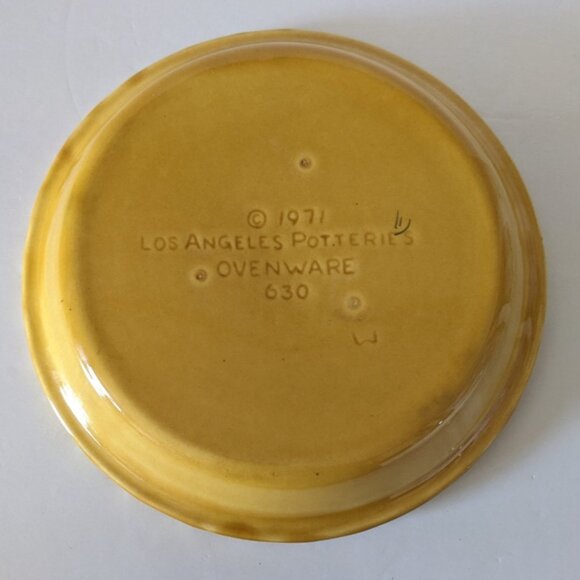 © 1971
LOS ANGELES POTTERIES
OVENWARE
630
W